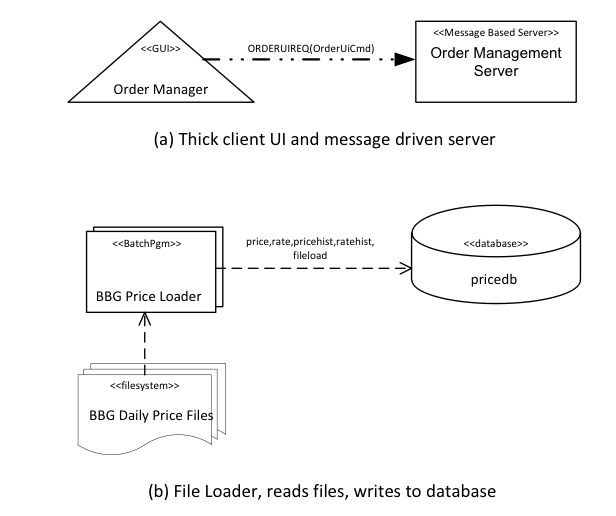 <<GUI>>
Order Manager
ORDERUIREQ(OrderUiCmd)
<<Message Based Server>>
Order Management
Server
(a) Thick client UI and message driven server
<<BatchPgm>>
BBG Price Loader
price,rate,pricehist,ratehist,
fileload
<<database>>
pricedb
<<filesystem>>
BBG Daily Price Files
(b) File Loader, reads files, writes to database